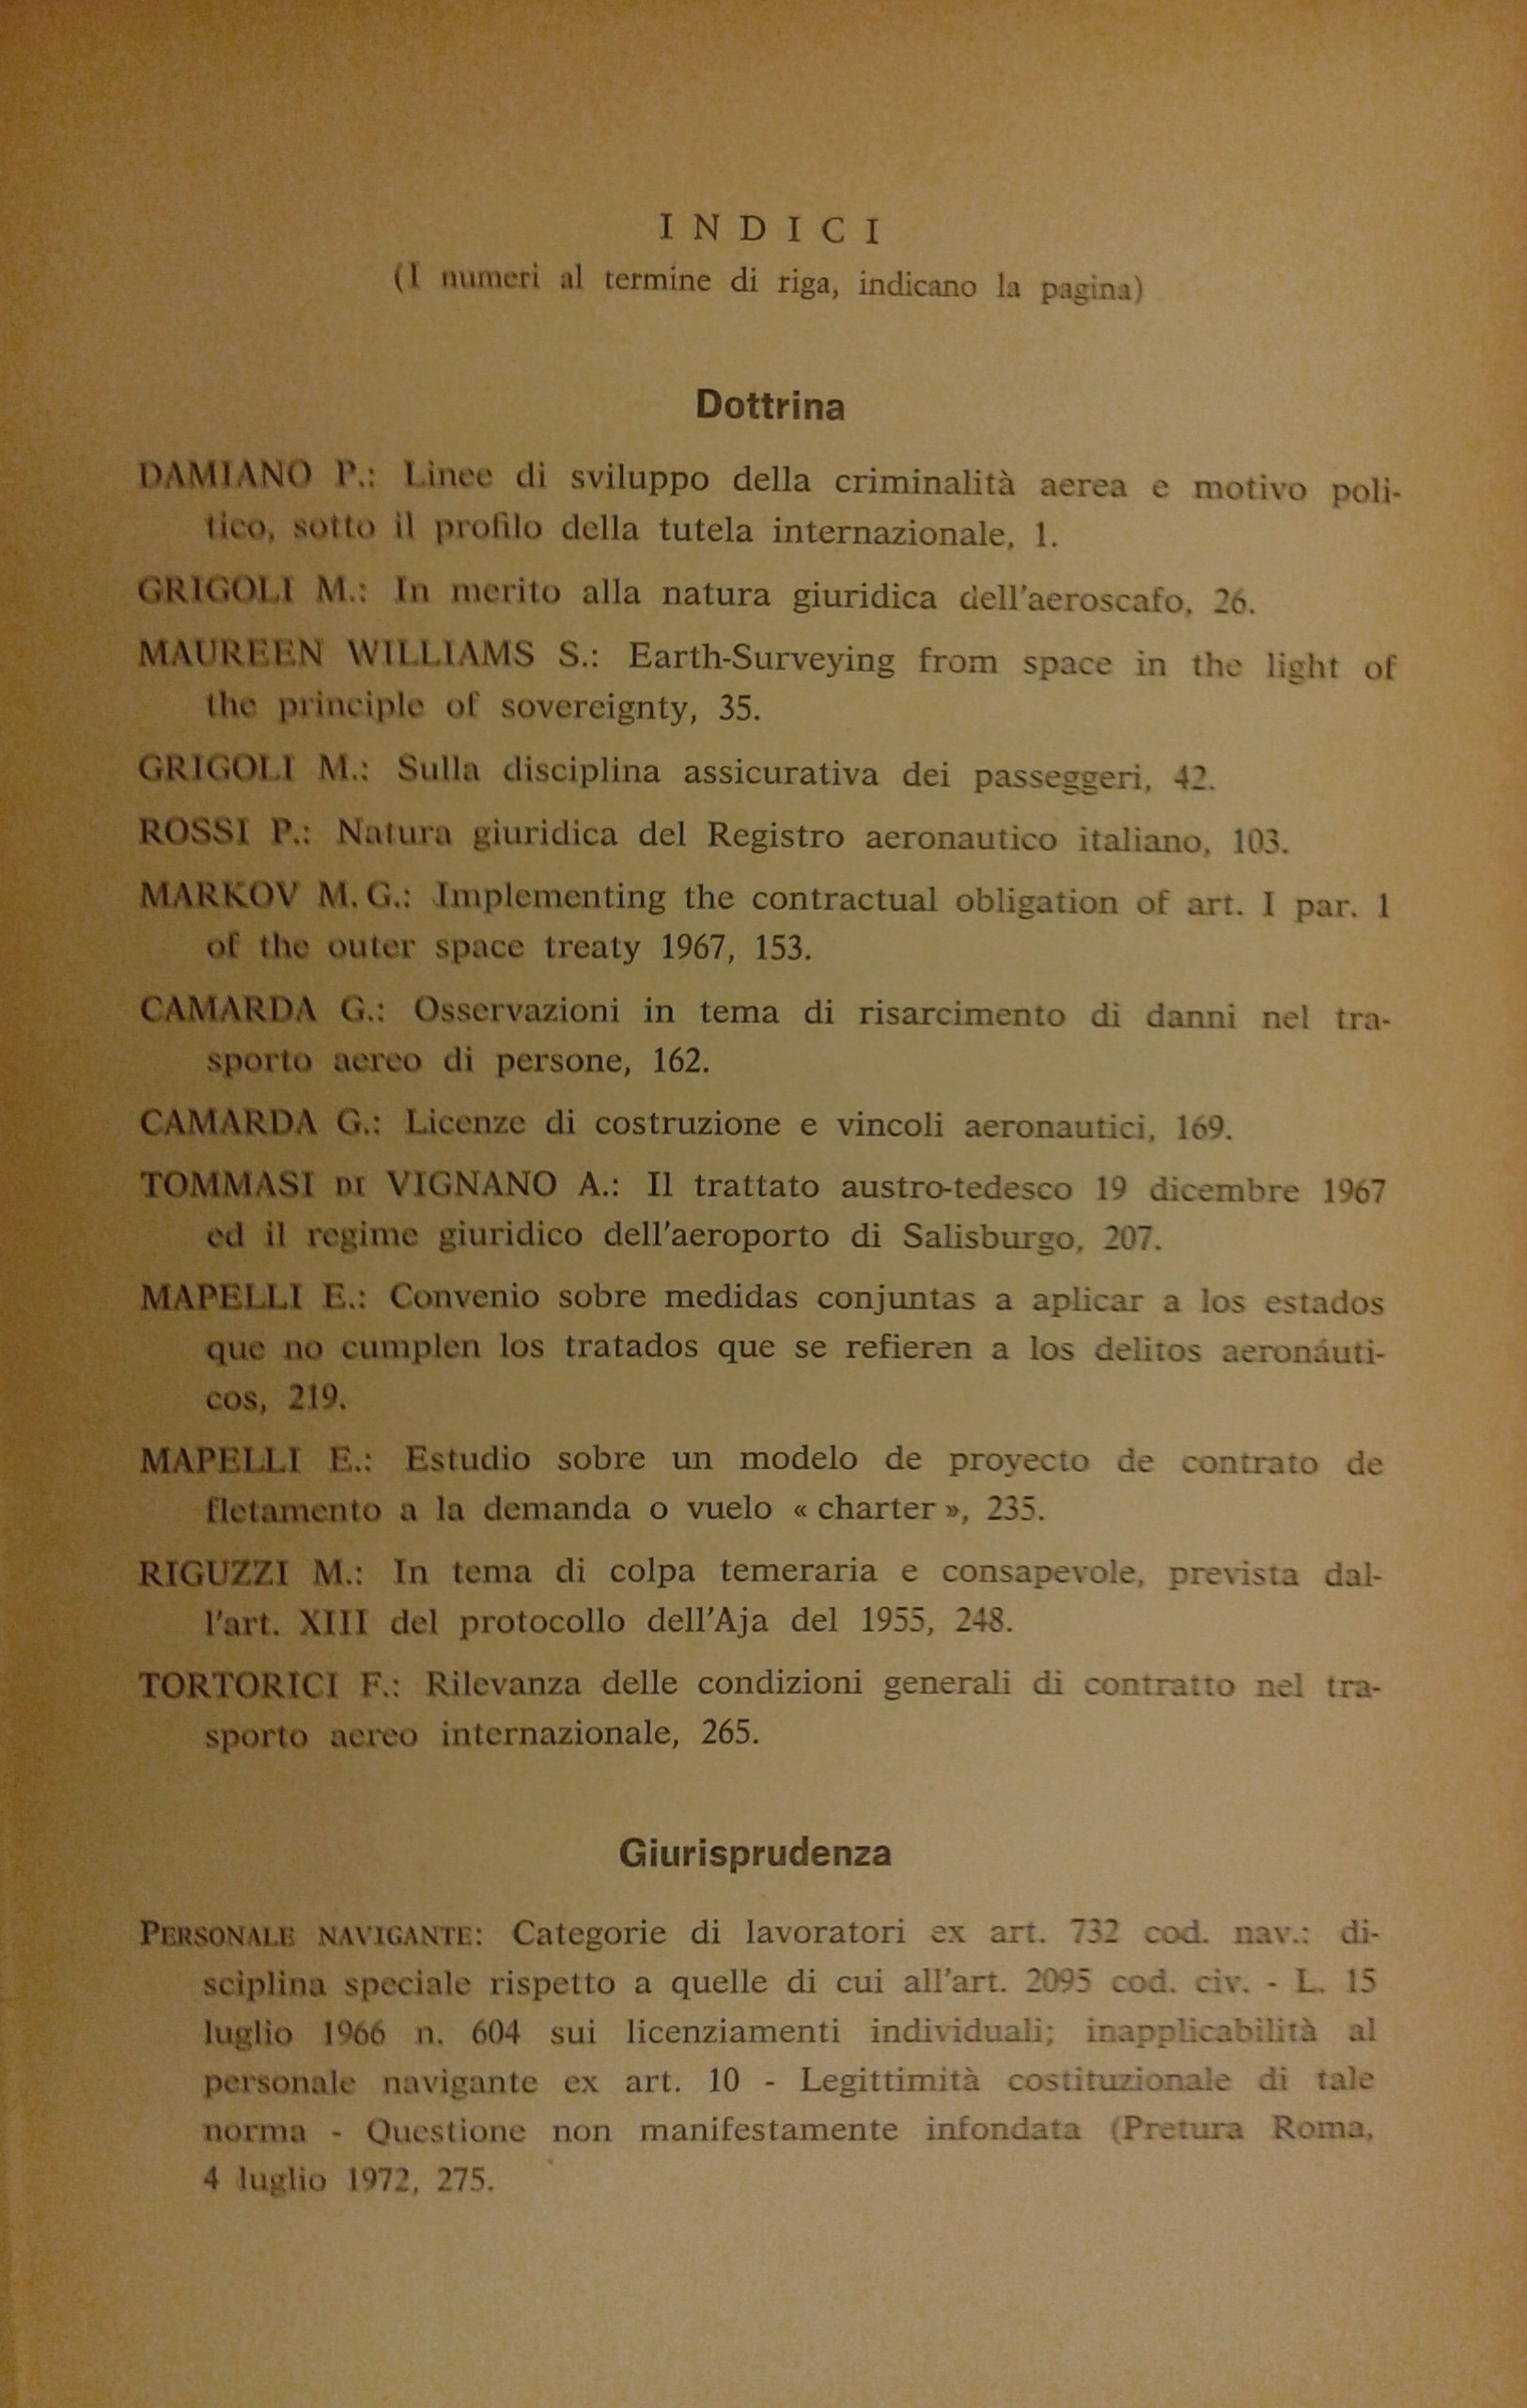 INDICI
(I numeri al termine di riga, indicano la pagina)
Dottrina
DAMIANO P.: Linee di sviluppo della criminalità aerea e motivo poli-
tico, sotto il profilo della tutela internazionale, 1.
GRIGOLI M.: In merito alla natura giuridica dell'aeroscafo, 26.
MAUREEN WILLIAMS S.: Earth-Surveying from space in the light of
the principle of sovereignty, 35.
GRIGOLI M.: Sulla disciplina assicurativa dei passeggeri, 42.
ROSSI P.: Natura giuridica del Registro aeronautico italiano, 103.
MARKOV M. G.: Implementing the contractual obligation of art. I par. 1
of the outer space treaty 1967, 153.
CAMARDA G.: Osservazioni in tema di risarcimento di danni nel tra-
sporto aereo di persone, 162.
CAMARDA G.: Licenze di costruzione e vincoli aeronautici, 169.
TOMMASI DI VIGNANO A.: Il trattato austro-tedesco 19 dicembre 1967
ed il regime giuridico dell'aeroporto di Salisburgo, 207.
MAPELLI E.: Convenio sobre medidas conjuntas a aplicar a los estados
que no cumplen los tratados que se refieren a los delitos aeronáuti-
cos, 219.
MAPELLI E.: Estudio sobre un modelo de proyecto de contrato de
fletamento a la demanda o vuelo « charter », 235.
RIGUZZI M.: In tema di colpa temeraria e consapevole, prevista dal-
l'art. XIII del protocollo dell'Aja del 1955, 248.
TORTORICI F.: Rilevanza delle condizioni generali di contratto nel tra-
sporto aereo internazionale, 265.
Giurisprudenza
PERSONALE NAVIGANTE: Categorie di lavoratori ex art. 732 cod. nav.: di-
sciplina speciale rispetto a quelle di cui all'art. 2095 cod. civ. - L. 15
luglio 1966 n. 604 sui licenziamenti individuali; inapplicabilità al
personale navigante ex art. 10 - Legittimità costituzionale di tale
norma - Questione non manifestamente infondata (Pretura Roma,
4 luglio 1972, 275.